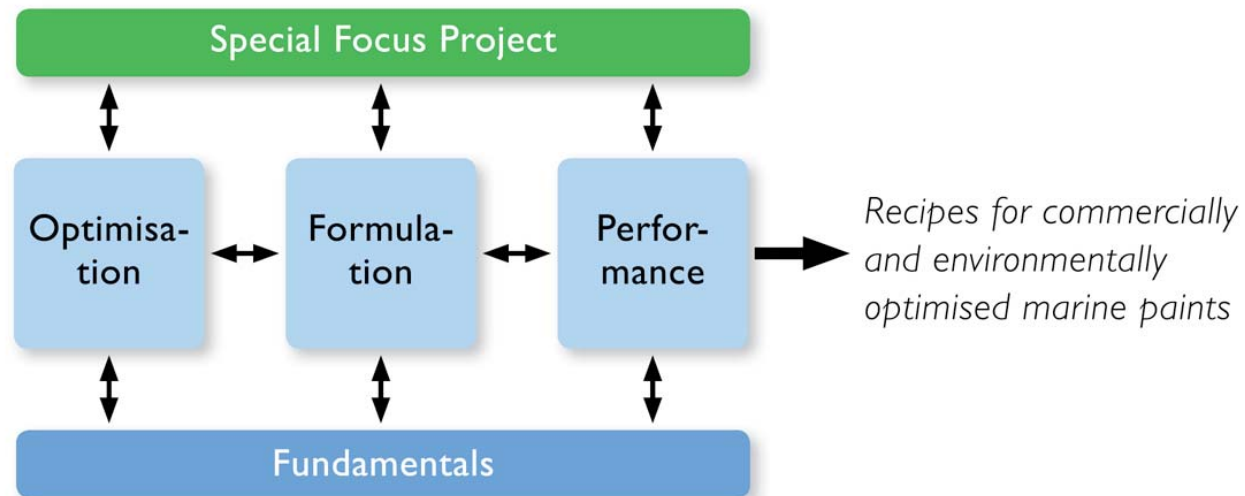 Special Focus Project
Optimisa-
tion
Formula-
tion
Perfor-
mance
Recipes for commercially
and environmentally
optimised marine paints
Fundamentals